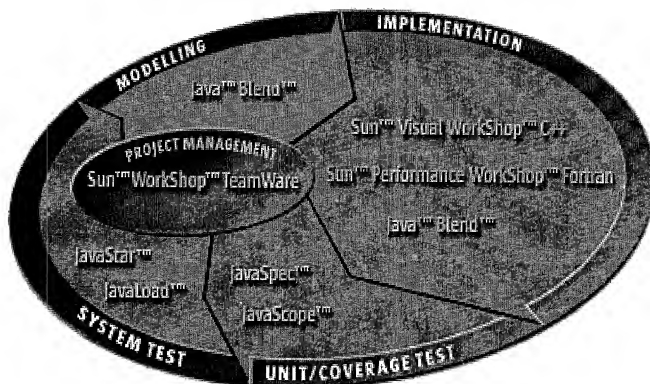 MODELLING
IMPLEMENTATION
Java™ Blend™
Sun™ Visual WorkShop™ C++
PROJECT MANAGEMENT
Sun™ WorkShop™ TeamWare
Sun™ Performance WorkShop™ Fortran
Java™ Blend™
JavaStar™
JavaLoad™
JavaSpec™
JavaScope™
SYSTEM TEST
UNIT/COVERAGE TEST